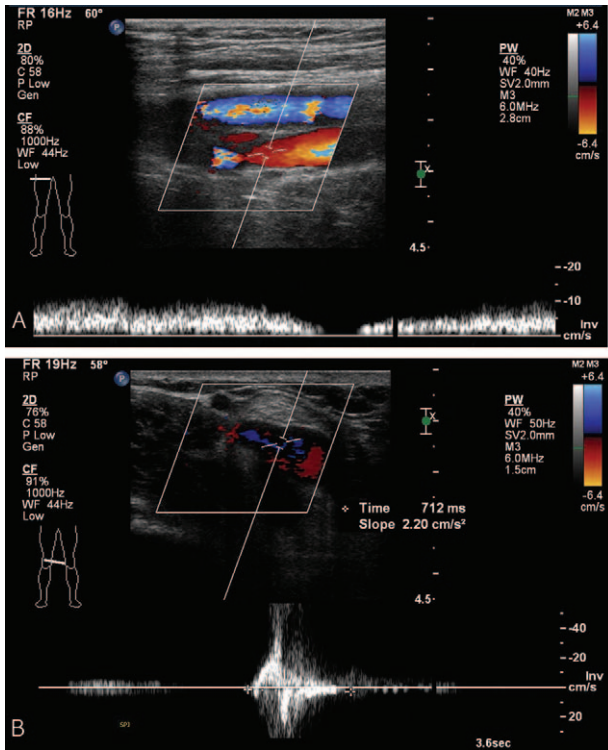 FR 16Hz 60°
RP
P
M2 M3
+6.4
-6.4
cm/s
2D
80%
C 58
P Low
Gen
CF
88%
1000Hz
WF 44Hz
Low
PW
40%
WF 40Hz
SV2.0mm
M3
6.0MHz
2.8cm
X
4.5
-20
-10
Inv
cm/s
A
FR 19Hz 58°
RP
P
M2 M3
+6.4
-6.4
cm/s
2D
76%
C 58
P Low
Gen
CF
91%
1000Hz
WF 44Hz
Low
PW
40%
WF 50Hz
SV2.0mm
M3
6.0MHz
1.5cm
X
Time 712 ms
Slope 2.20 cm/s²
4.5
-40
-20
Inv
cm/s
20
B
3.6sec